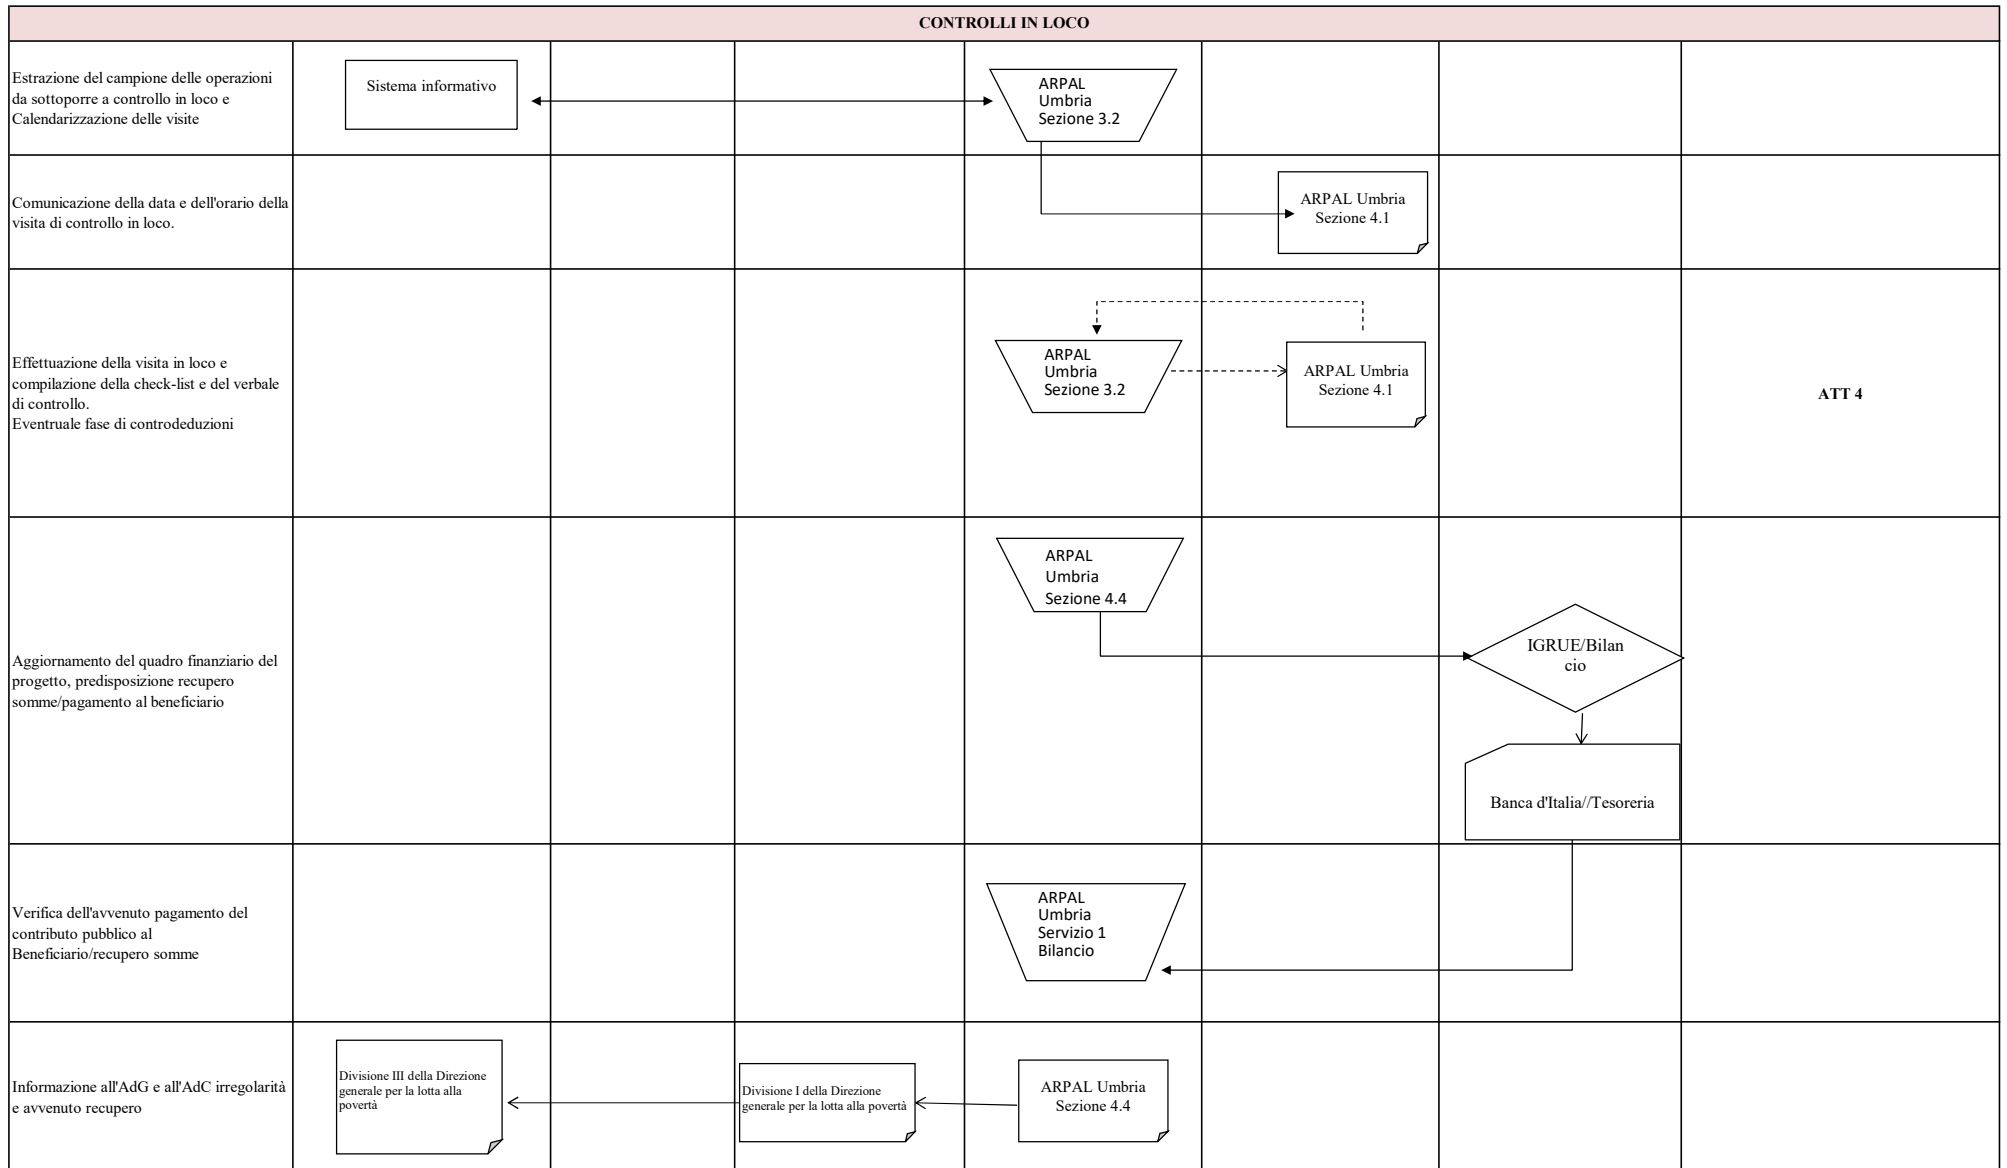 CONTROLLI IN LOCO
Estrazione del campione delle operazioni
da sottoporre a controllo in loco e
Calendarizzazione delle visite
Sistema informativo
ARPAL
Umbria
Sezione 3.2
Comunicazione della data e dell'orario della
visita di controllo in loco.
ARPAL Umbria
Sezione 4.1
Effettuazione della visita in loco e
compilazione della check-list e del verbale
di controllo.
Eventuale fase di controdeduzioni
ARPAL
Umbria
Sezione 3.2
ARPAL Umbria
Sezione 4.1
ATT 4
Aggiornamento del quadro finanziario del
progetto, predisposizione recupero
somme/pagamento al beneficiario
ARPAL
Umbria
Sezione 4.4
IGRUE/Bilan
cio
Banca d'Italia//Tesoreria
Verifica dell'avvenuto pagamento del
contributo pubblico al
Beneficiario/recupero somme
ARPAL
Umbria
Servizio 1
Bilancio
Informazione all'AdG e all'AdC irregolarità
e avvenuto recupero
Divisione III della Direzione
generale per la lotta alla
povertà
Divisione I della Direzione
generale per la lotta alla povertà
ARPAL Umbria
Sezione 4.4